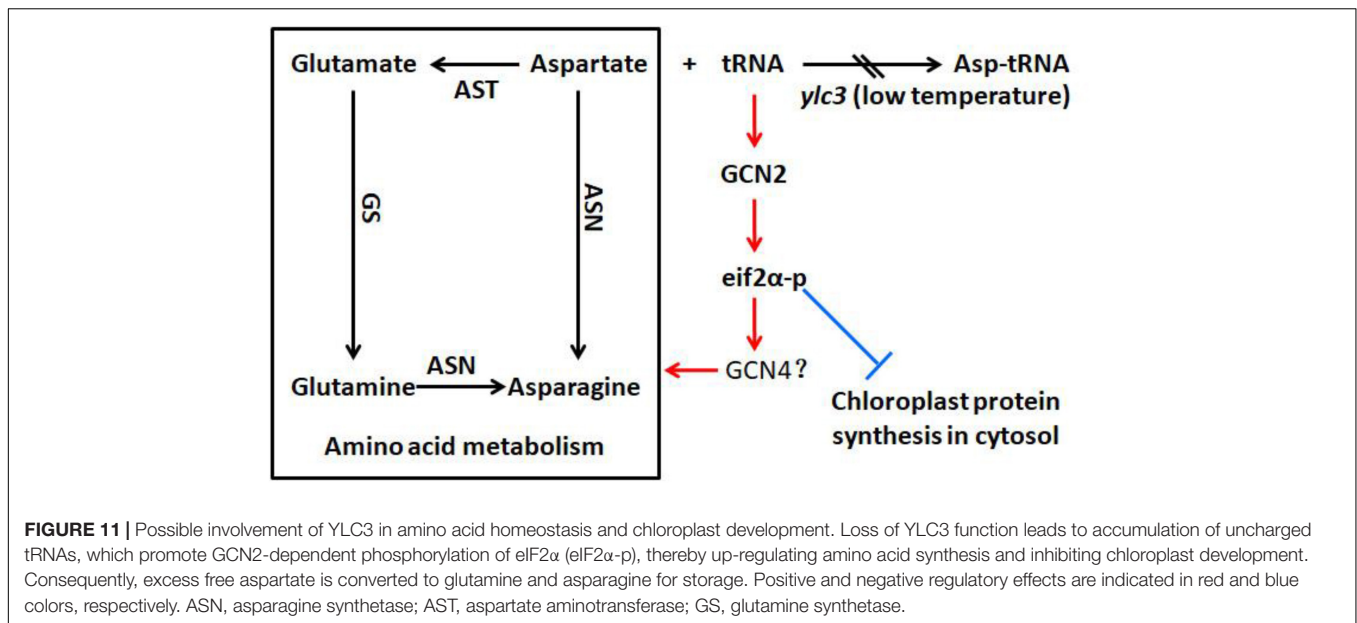 Glutamate
Aspartate
+
tRNA
Asp-tRNA
AST
ylc3 (low temperature)
GCN2
GS
ASN
eif2α-p
ASN
GCN4?
Glutamine
Asparagine
Chloroplast protein
synthesis in cytosol
Amino acid metabolism
FIGURE 11 | Possible involvement of YLC3 in amino acid homeostasis and chloroplast development. Loss of YLC3 function leads to accumulation of uncharged
tRNAs, which promote GCN2-dependent phosphorylation of eIF2α (eIF2α-p), thereby up-regulating amino acid synthesis and inhibiting chloroplast development.
Consequently, excess free aspartate is converted to glutamine and asparagine for storage. Positive and negative regulatory effects are indicated in red and blue
colors, respectively. ASN, asparagine synthetase; AST, aspartate aminotransferase; GS, glutamine synthetase.